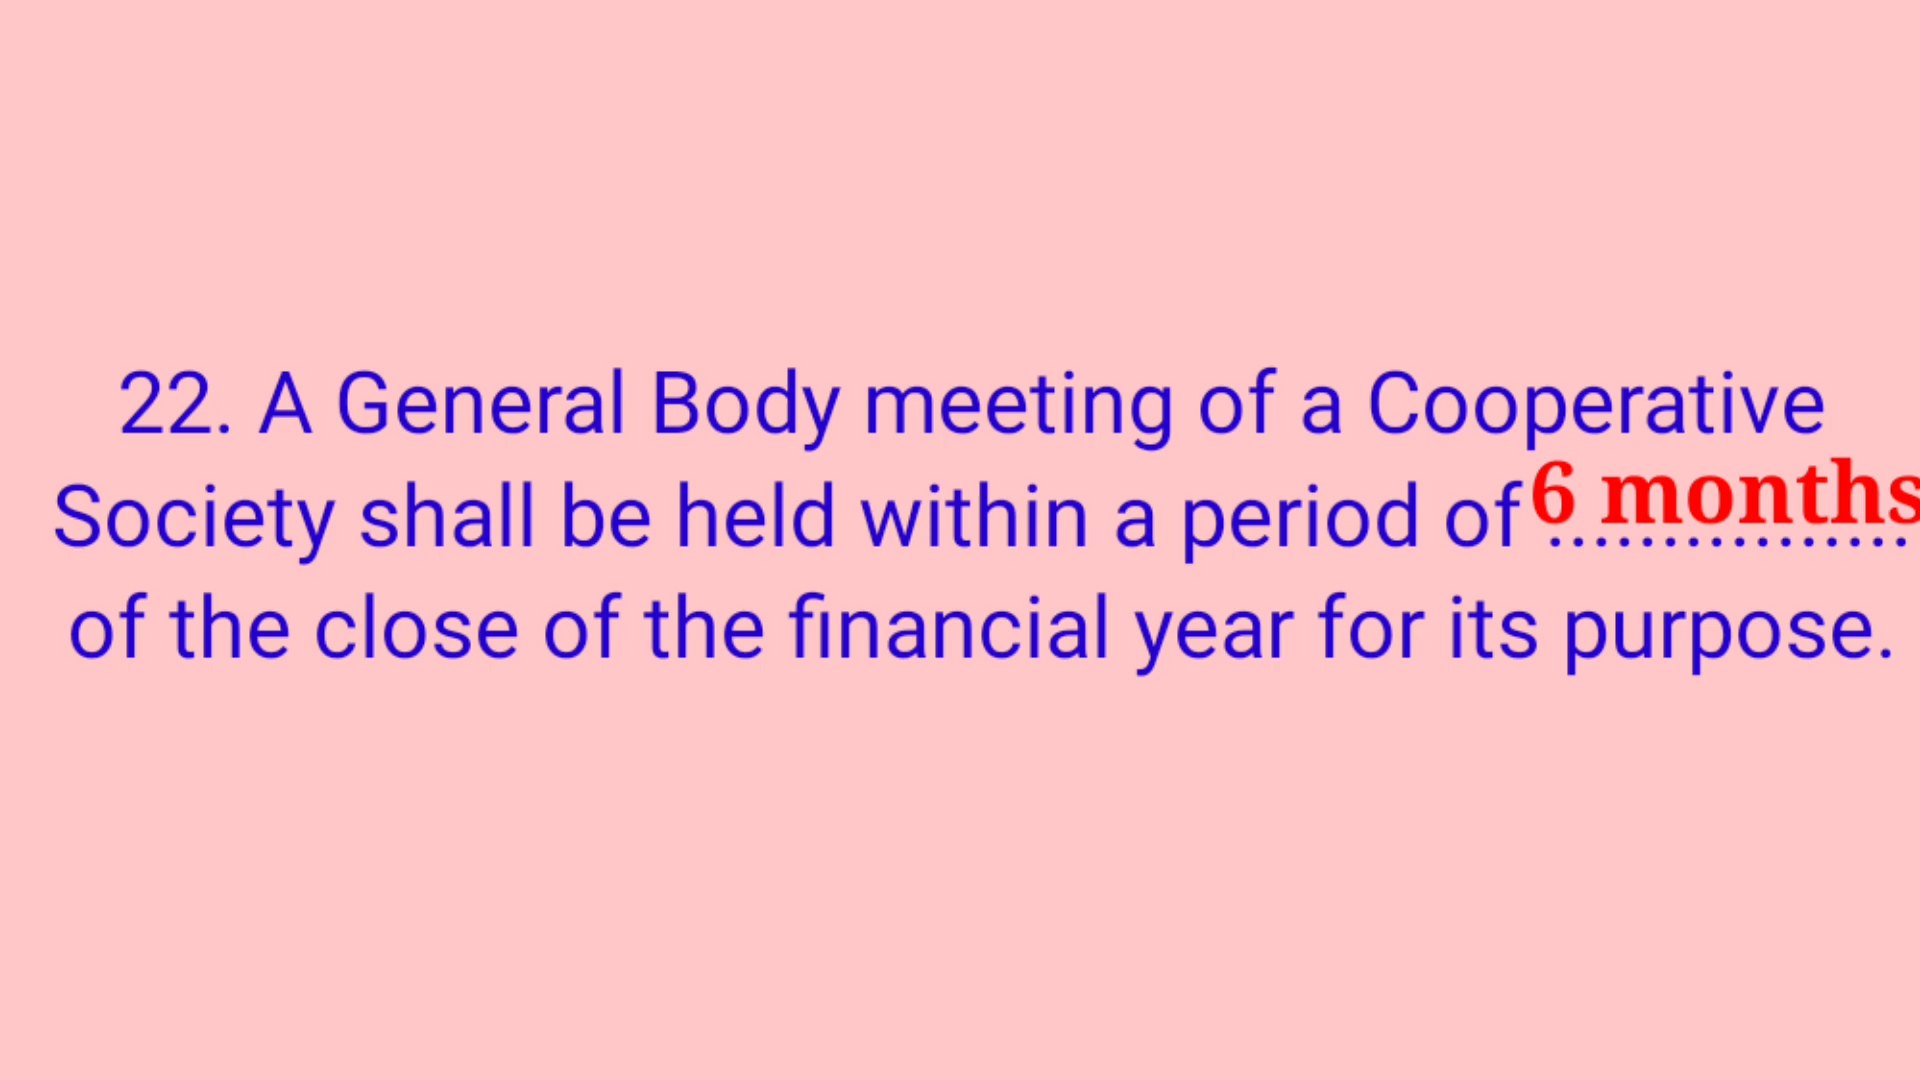 22. A General Body meeting of a Cooperative
Society shall be held within a period of 6 months
................
of the close of the financial year for its purpose.